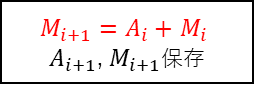 M_{i+1} = A_i + M_i
A_{i+1}, M_{i+1}保存